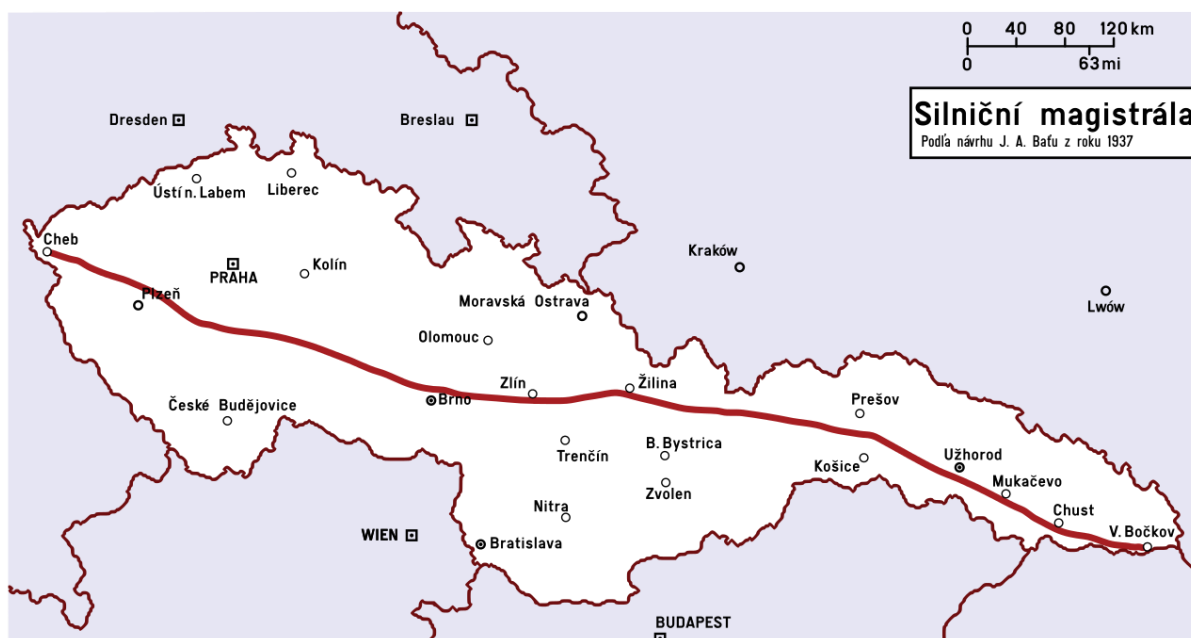 0 40 80 120 km
0 63 mi
Silniční magistrála
Podľa návrhu J. A. Baťu z roku 1937
Dresden
Breslau
Ústí n. Labem
Liberec
Cheb
PRAHA
Kolín
Kraków
Plzeň
Moravská Ostrava
Lwów
Olomouc
Zlín
Žilina
České Budějovice
Brno
Prešov
Trenčín
B. Bystrica
Košice
Užhorod
Zvolen
Mukačevo
Nitra
Chust
WIEN
Bratislava
V. Bočkov
BUDAPEST